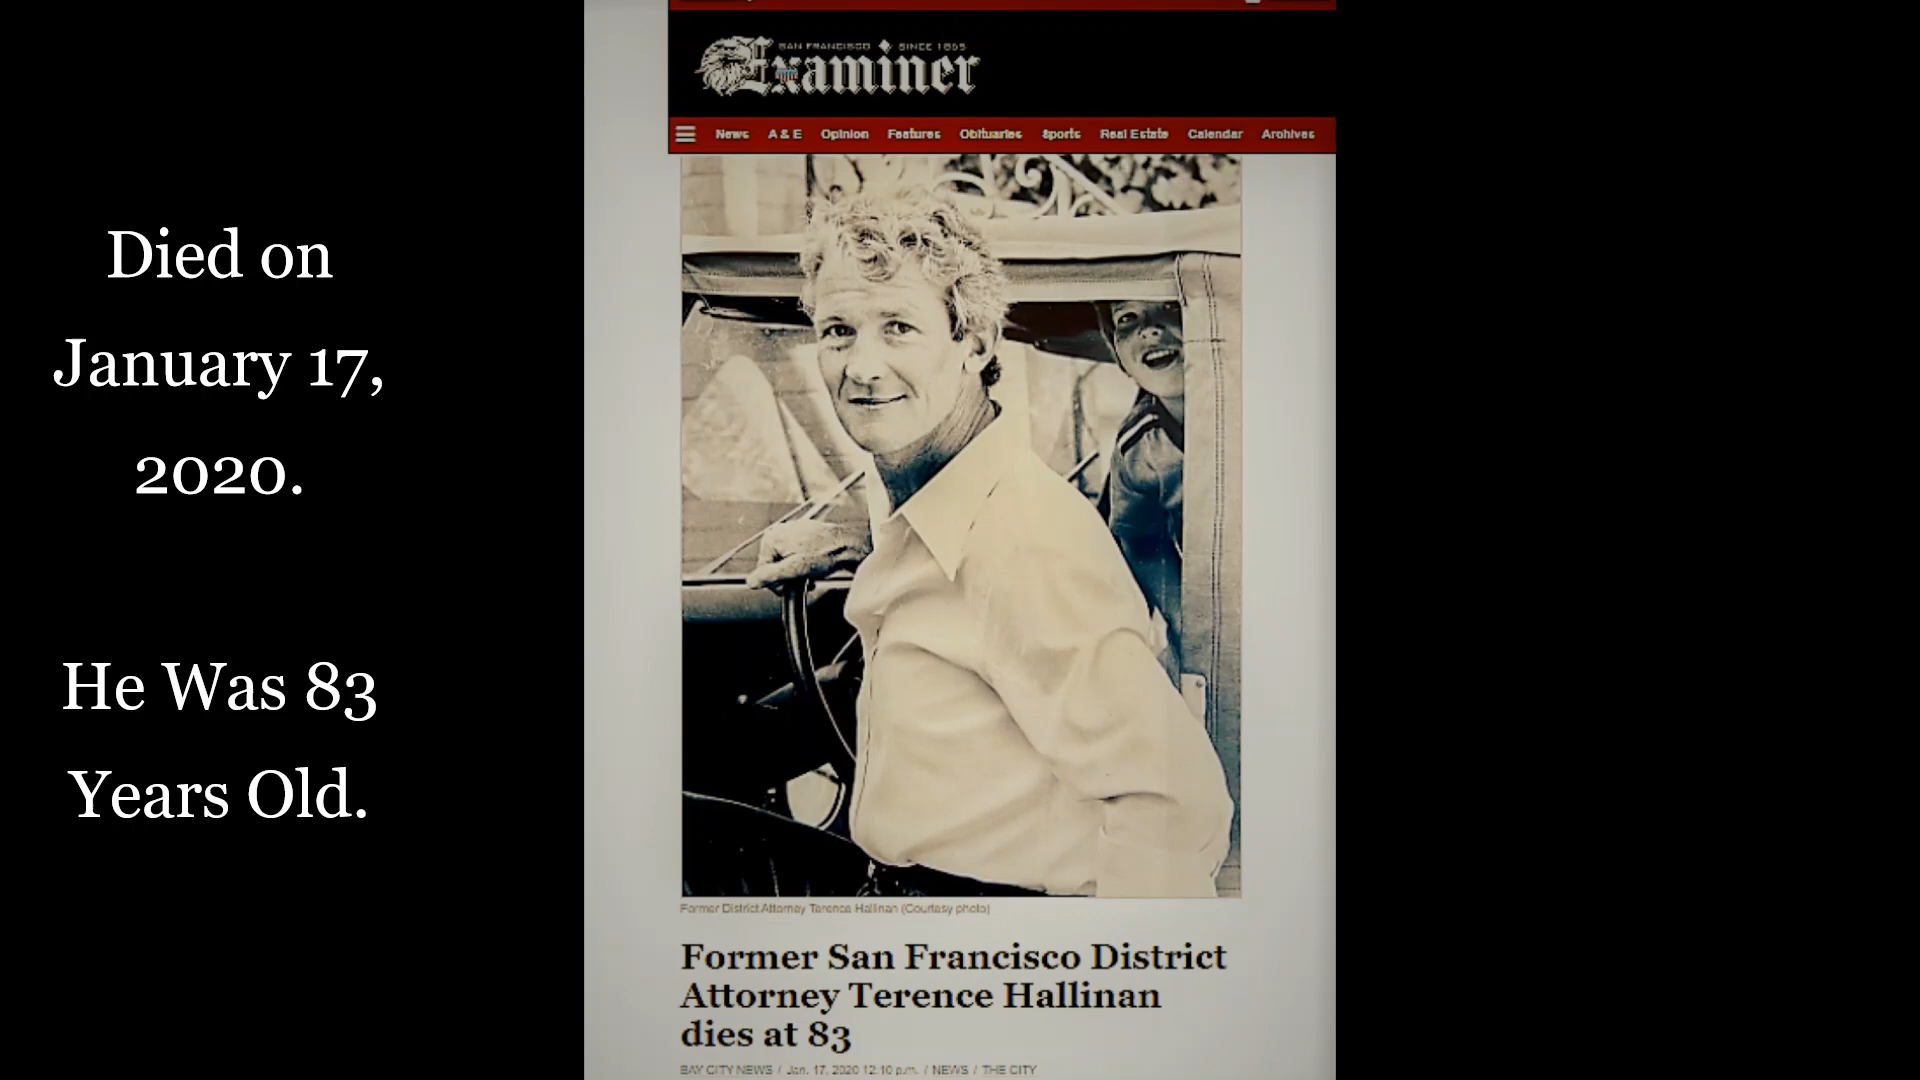 Died on
January 17,
2020.
He Was 83
Years Old.
SAN FRANCISCO SINCE 1865
Examiner
News A & E Opinion Features Obituaries Sports Real Estate Calendar Archives
Former District Attorney Terence Hallinan (Courtesy photo)
Former San Francisco District
Attorney Terence Hallinan
dies at 83
BAY CITY NEWS / Jan. 17, 2020 12:10 p.m. / NEWS / THE CITY